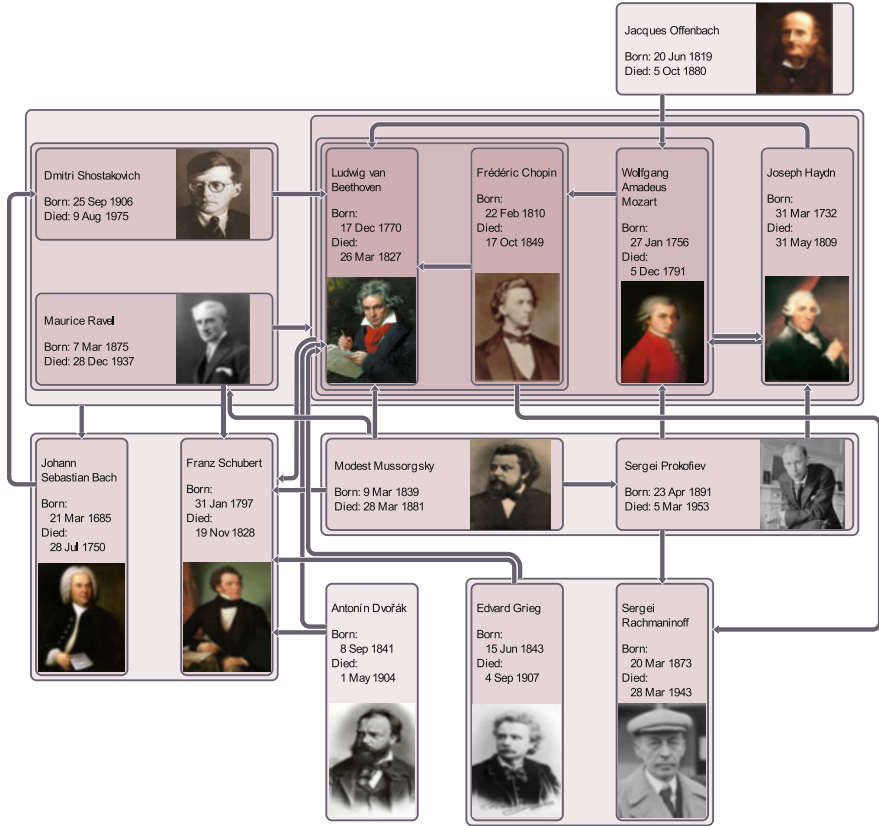 Jacques Offenbach
Born: 20 Jun 1819
Died: 5 Oct 1880
Dmitri Shostakovich
Born: 25 Sep 1906
Died: 9 Aug 1975
Ludwig van
Beethoven
Born:
17 Dec 1770
Died:
26 Mar 1827
Frédéric Chopin
Born:
22 Feb 1810
Died:
17 Oct 1849
Wolfgang
Amadeus
Mozart
Born:
27 Jan 1756
Died:
5 Dec 1791
Joseph Haydn
Born:
31 Mar 1732
Died:
31 May 1809
Maurice Ravel
Born: 7 Mar 1875
Died: 28 Dec 1937
Johann
Sebastian Bach
Born:
21 Mar 1685
Died:
28 Jul 1750
Franz Schubert
Born:
31 Jan 1797
Died:
19 Nov 1828
Modest Mussorgsky
Born: 9 Mar 1839
Died: 28 Mar 1881
Sergei Prokofiev
Born: 23 Apr 1891
Died: 5 Mar 1953
Antonín Dvořák
Born:
8 Sep 1841
Died:
1 May 1904
Edvard Grieg
Born:
15 Jun 1843
Died:
4 Sep 1907
Sergei
Rachmaninoff
Born:
20 Mar 1873
Died:
28 Mar 1943